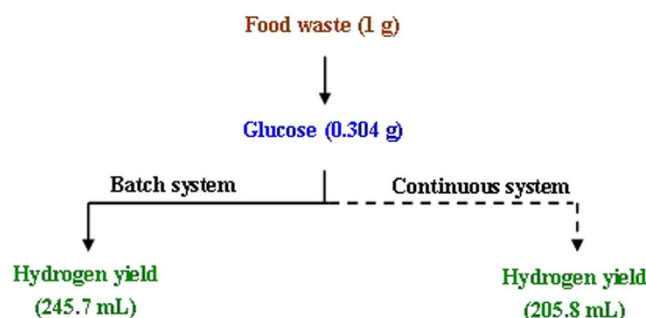 Food waste (1 g)
Glucose (0.304 g)
Batch system
Continuous system
Hydrogen yield
(245.7 mL)
Hydrogen yield
(205.8 mL)